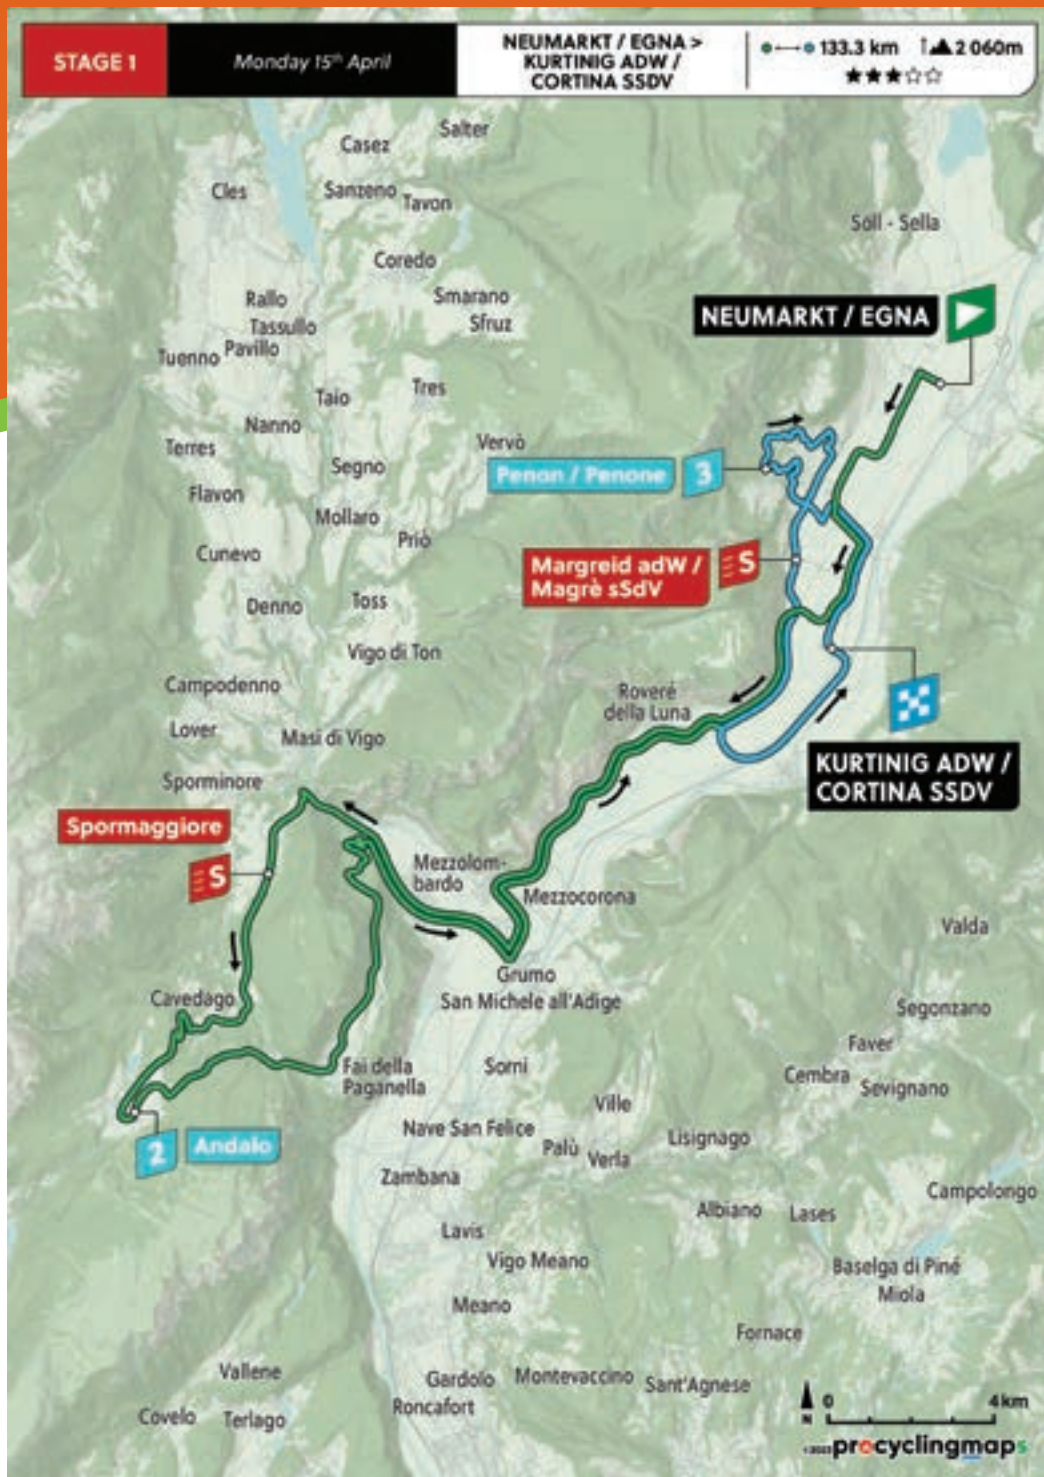 STAGE 1
Monday 15th April
NEUMARKT / EGNA >
KURTINIG ADW /
CORTINA SSDV
133.3 km
2 060m
Salter
Casez
Cles
Sanzeno
Tavon
Söll - Sella
Coredo
Rallo
Smarano
Tassullo
Sfruz
NEUMARKT / EGNA
Tuenno
Pavillo
Taio
Tres
Nanno
Terres
Vervò
Segno
Penon / Penone
3
Flavon
Mollaro
Priò
Cunevo
Margreid adW /
Magrè sSdV
S
Denno
Toss
Vigo di Ton
Campodenno
Roveré
della Luna
Lover
Masi di Vigo
Sporminore
KURTINIG ADW /
CORTINA SSDV
Spormaggiore
S
Mezzolom-
bardo
Mezzocorona
Valda
Grumo
San Michele all'Adige
Cavedago
Segonzano
Faver
Fai della
Paganella
Sorni
Cembra
Sevignano
Ville
Nave San Felice
Palù
Verla
Lisignago
2
Andalo
Zambana
Campolongo
Albiano
Lases
Lavis
Vigo Meano
Baselga di Piné
Miola
Meano
Fornace
Vallene
Gardolo
Montevaccino
Sant'Agnese
Roncafort
Covelo
Terlago
N
0
4km
©2023
procyclingmaps